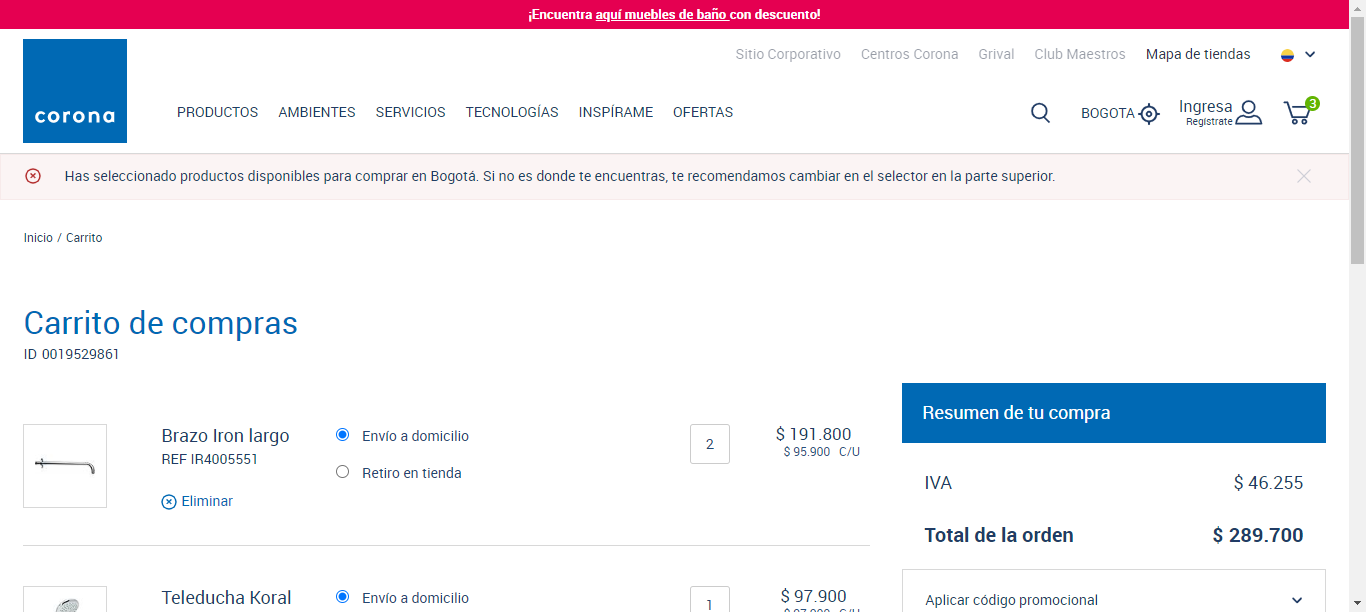 ¡Encuentra aquí muebles de baño con descuento!
Sitio Corporativo Centros Corona Grival Club Maestros Mapa de tiendas
corona
PRODUCTOS AMBIENTES SERVICIOS TECNOLOGÍAS INSPÍRAME OFERTAS
BOGOTA
Ingresa
Regístrate
3
Has seleccionado productos disponibles para comprar en Bogotá. Si no es donde te encuentras, te recomendamos cambiar en el selector en la parte superior.
Inicio / Carrito
Carrito de compras
ID 0019529861
Brazo Iron largo
REF IR4005551
Eliminar
Envío a domicilio
Retiro en tienda
2
$ 191.800
$ 95.900 C/U
Teleducha Koral
Envío a domicilio
1
$ 97.900
$ 97.900 C/U
Resumen de tu compra
IVA $ 46.255
Total de la orden $ 289.700
Aplicar código promocional